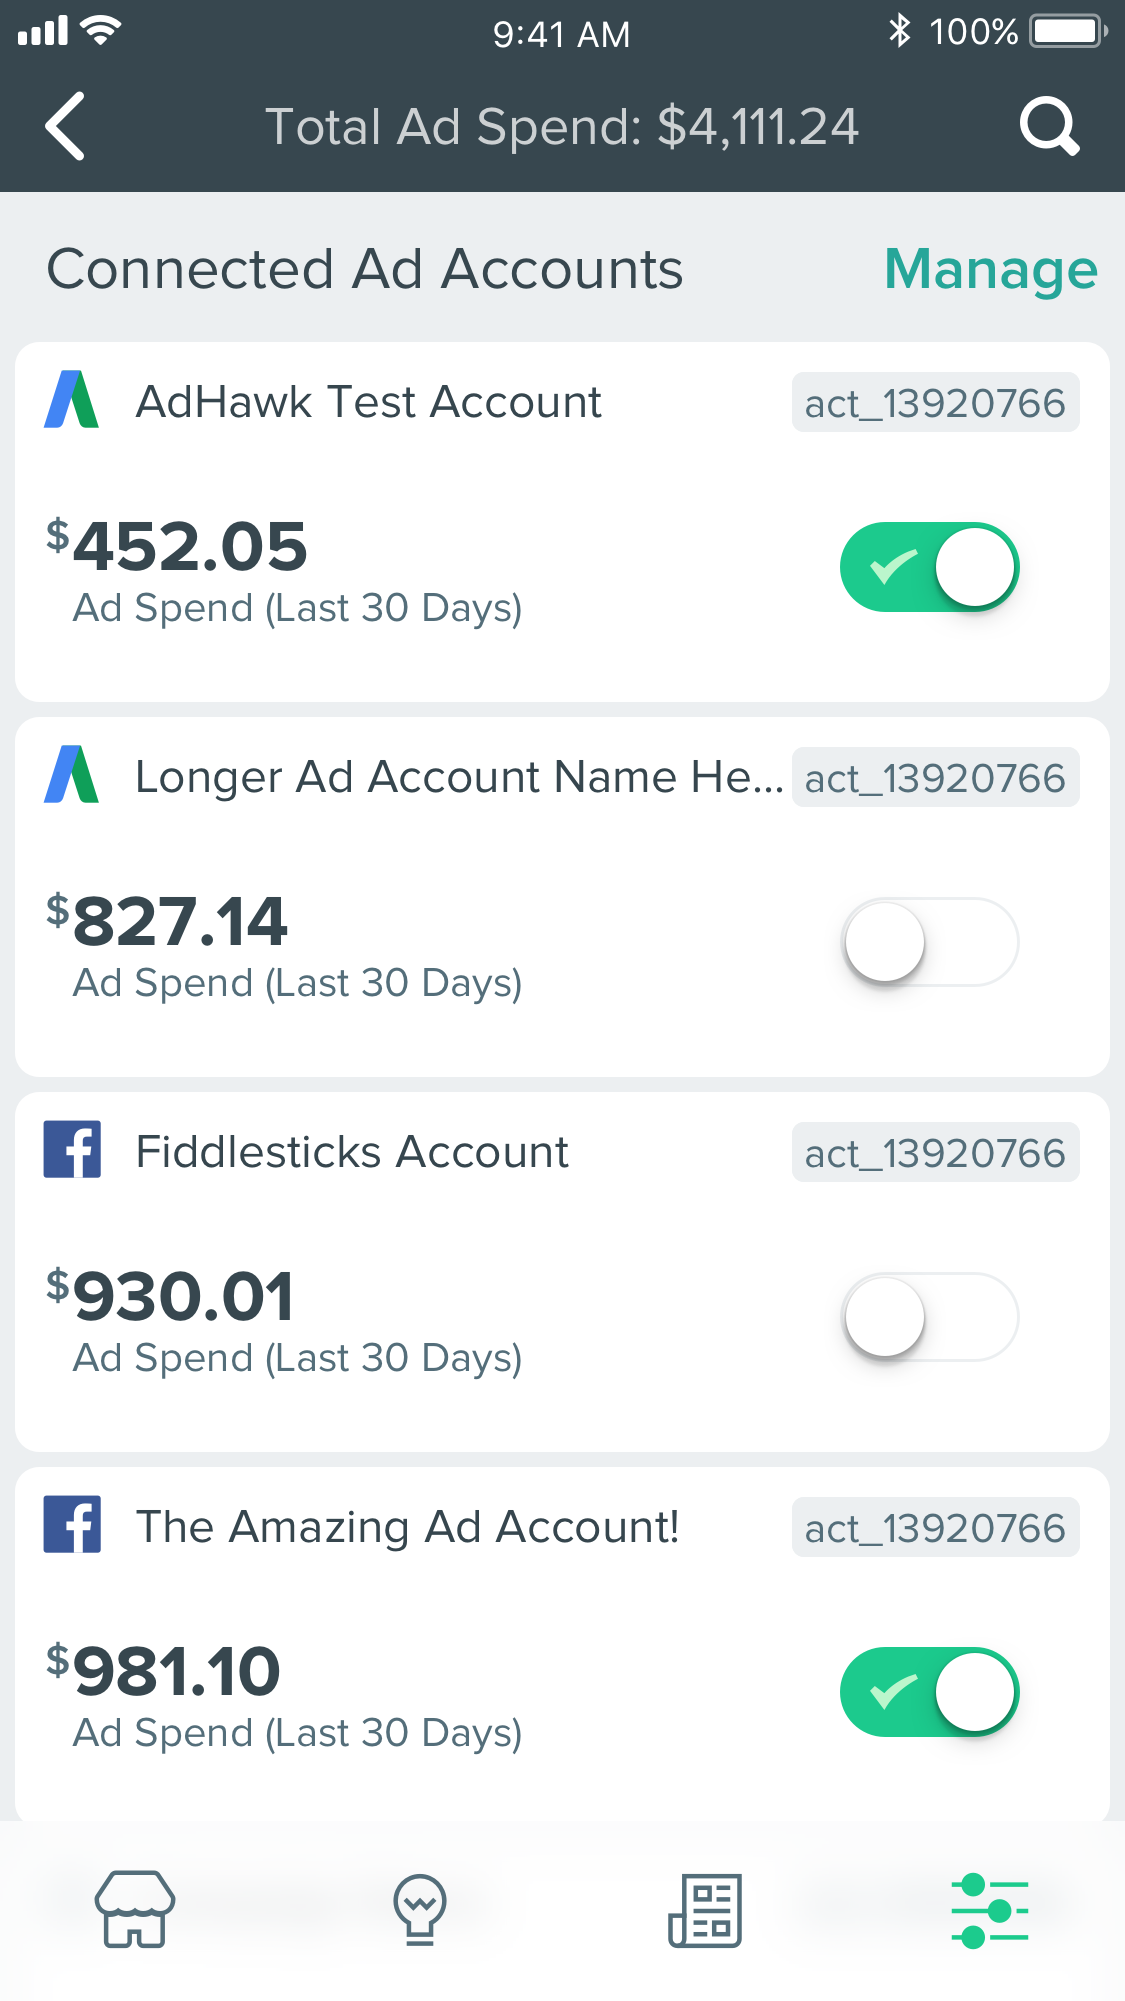 9:41 AM 100%
Total Ad Spend: $4,111.24
Connected Ad Accounts Manage
AdHawk Test Account act_13920766
$452.05
Ad Spend (Last 30 Days)
Longer Ad Account Name He... act_13920766
$827.14
Ad Spend (Last 30 Days)
Fiddlesticks Account act_13920766
$930.01
Ad Spend (Last 30 Days)
The Amazing Ad Account! act_13920766
$981.10
Ad Spend (Last 30 Days)